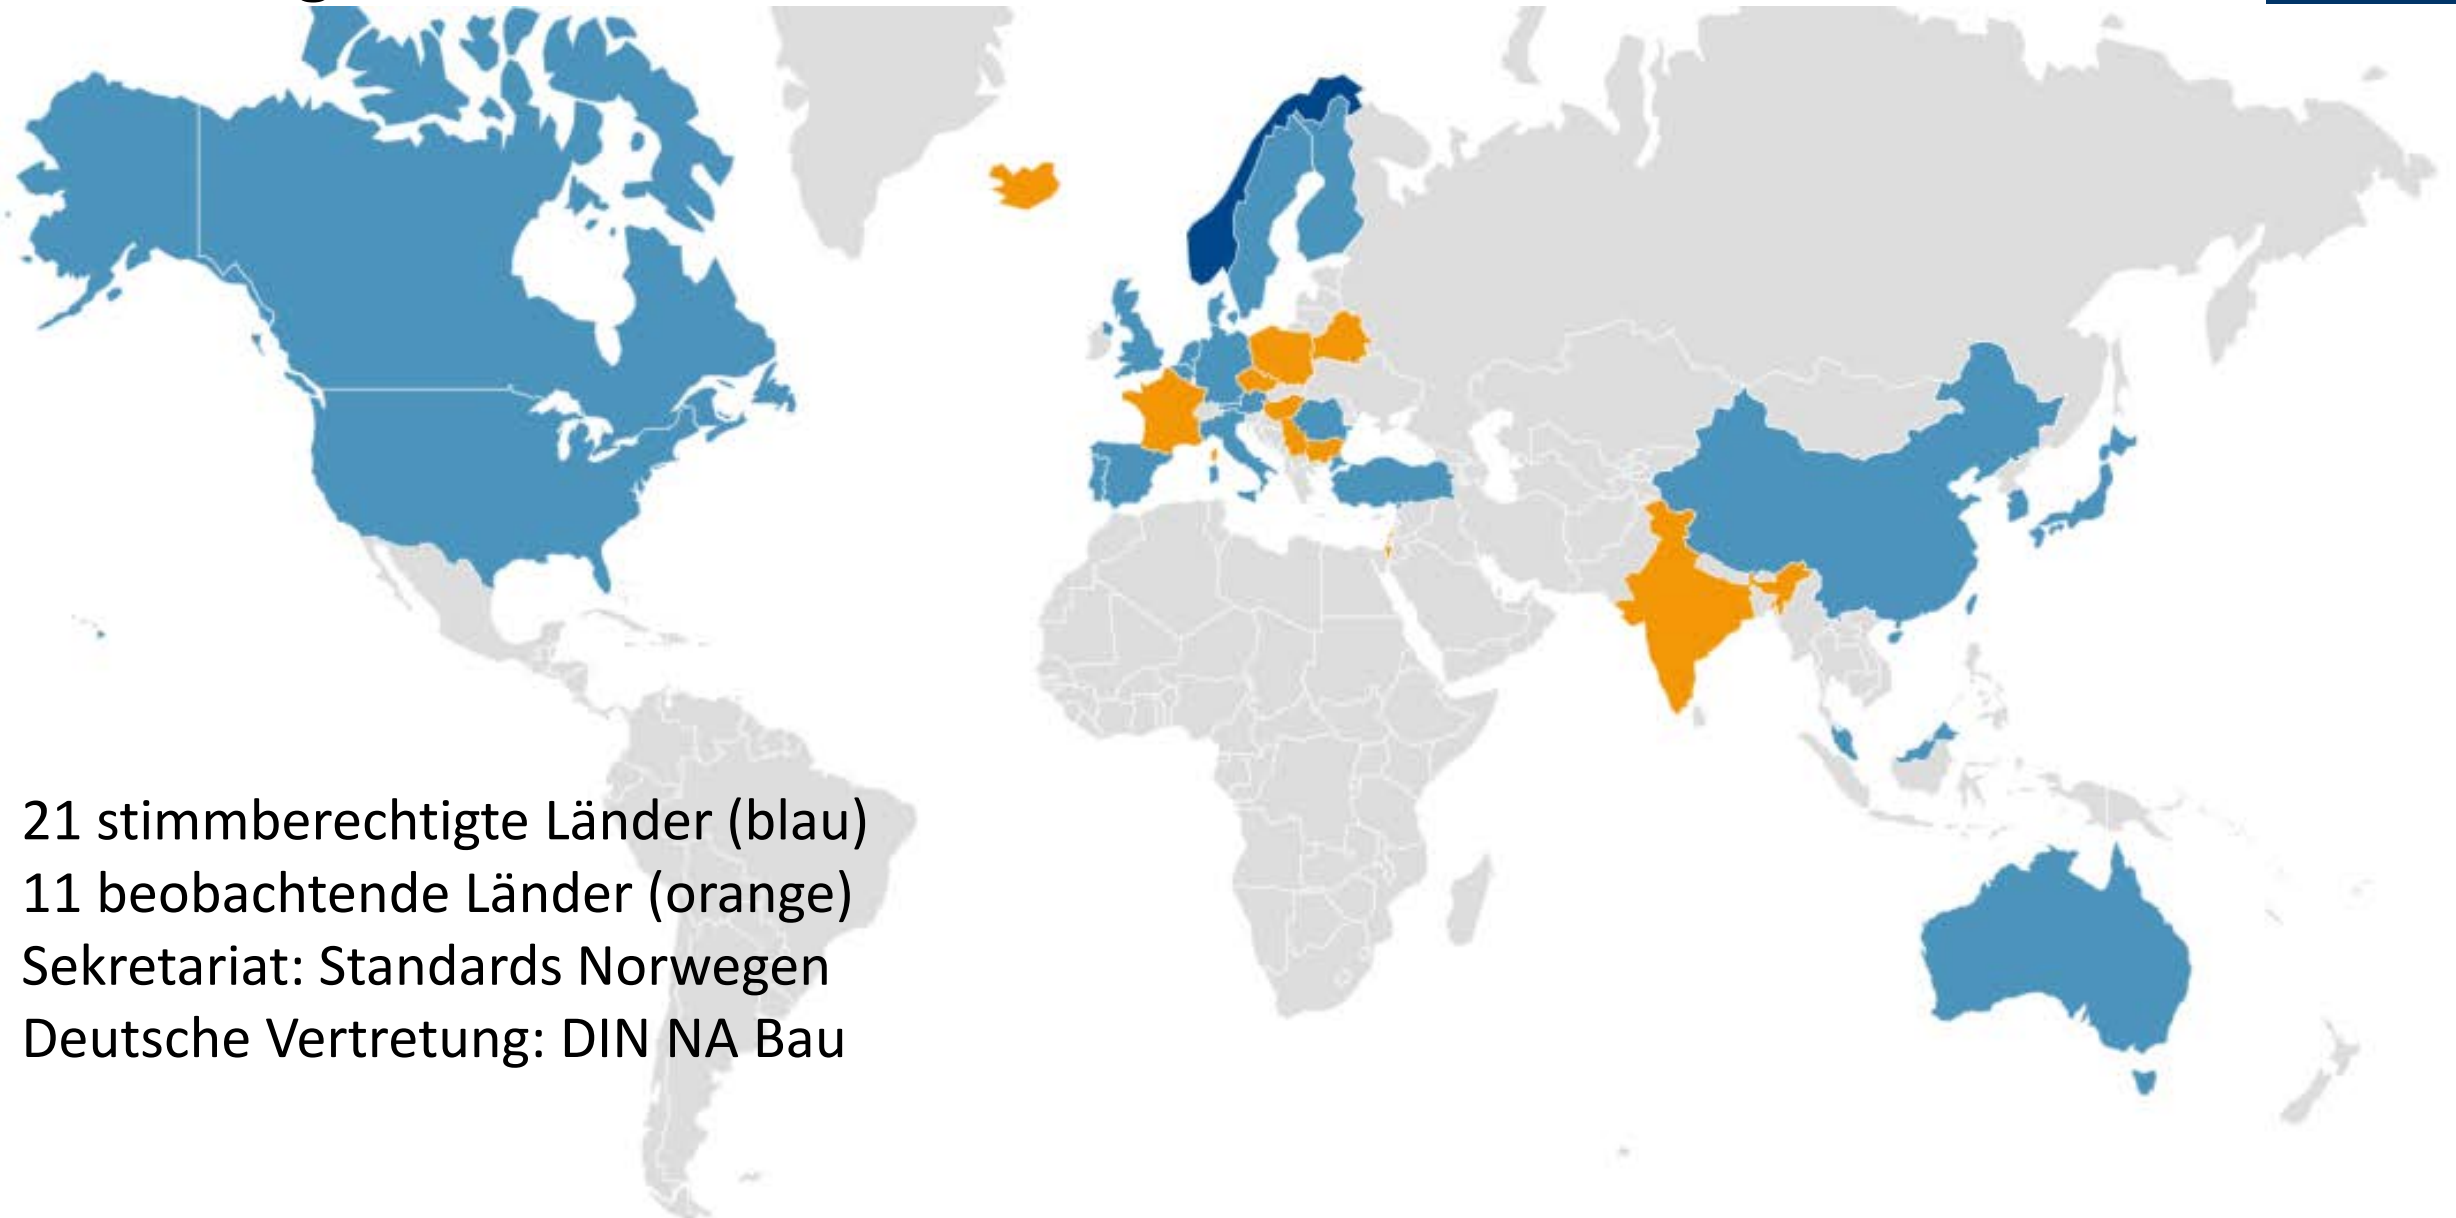 21 stimmberechtigte Länder (blau)
11 beobachtende Länder (orange)
Sekretariat: Standards Norwegen
Deutsche Vertretung: DIN NA Bau